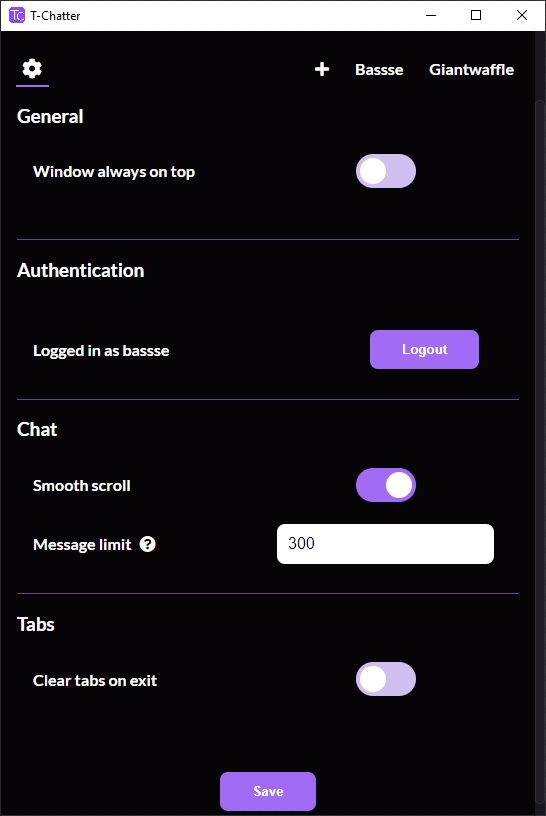 TC T-Chatter
+ Bassse Giantwaffle
General
Window always on top
Authentication
Logged in as bassse Logout
Chat
Smooth scroll
Message limit ? 300
Tabs
Clear tabs on exit
Save